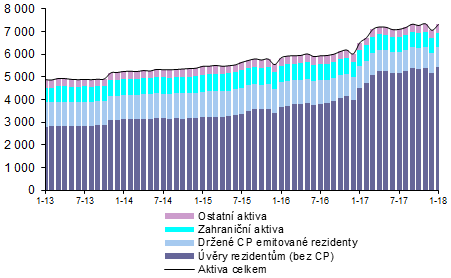 8 000
7 000
6 000
5 000
4 000
3 000
2 000
1 000
0
1-13 7-13 1-14 7-14 1-15 7-15 1-16 7-16 1-17 7-17 1-18
Ostatní aktiva
Zahraniční aktiva
Držené CP emitované rezidenty
Úvěry rezidentům (bez CP)
Aktiva celkem